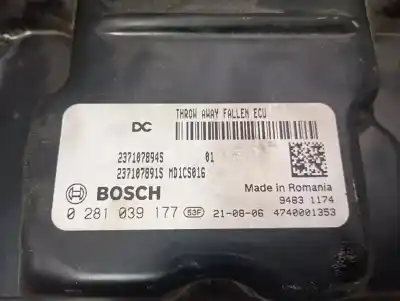 THROW AWAY FALLEN ECU
DC
237107894S 01
237107891S MD1CS016
BOSCH Made in Romania
9483 1174
0 281 039 177 S3F 21-08-06 4740001353